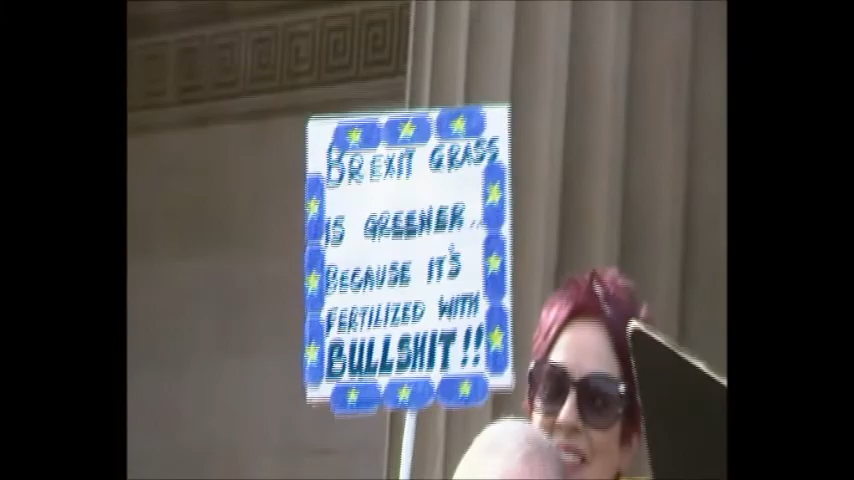 BREXIT GRASS
IS GREENER...
BECAUSE IT'S
FERTILIZED WITH
BULLSHIT!!